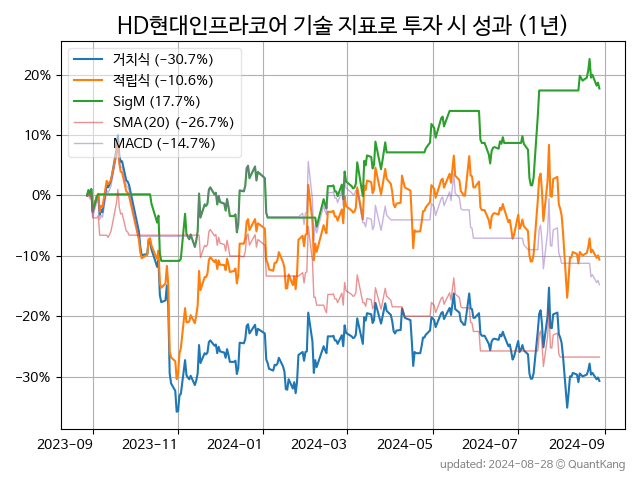 HD현대인프라코어 기술 지표로 투자 시 성과 (1년)
거치식 (−30.7%)
적립식 (−10.6%)
SigM (17.7%)
SMA(20) (−26.7%)
MACD (−14.7%)
20%
10%
0%
−10%
−20%
−30%
2023-09 2023-11 2024-01 2024-03 2024-05 2024-07 2024-09
updated: 2024-08-28 © QuantKang